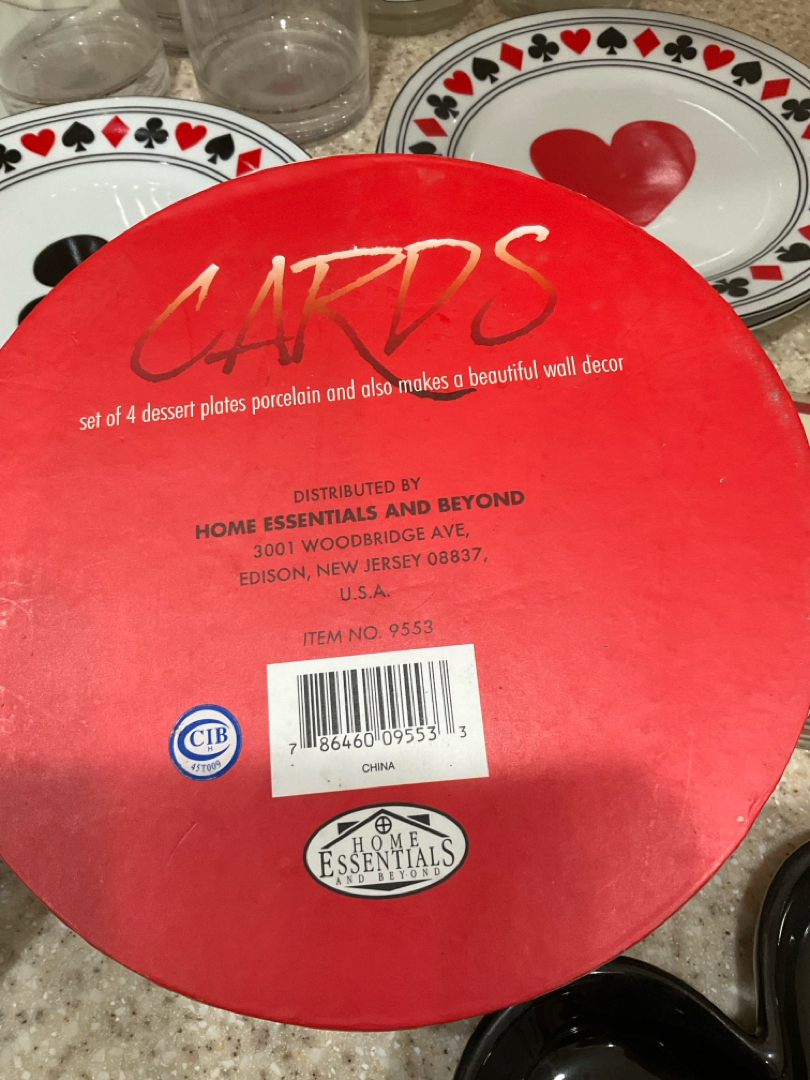 CARDS
set of 4 dessert plates porcelain and also makes a beautiful wall decor
DISTRIBUTED BY
HOME ESSENTIALS AND BEYOND
3001 WOODBRIDGE AVE,
EDISON, NEW JERSEY 08837,
U.S.A.
ITEM NO. 9553
7 86460 09553 3
CHINA
CIB
H
45T009
HOME
ESSENTIALS
AND BEYOND